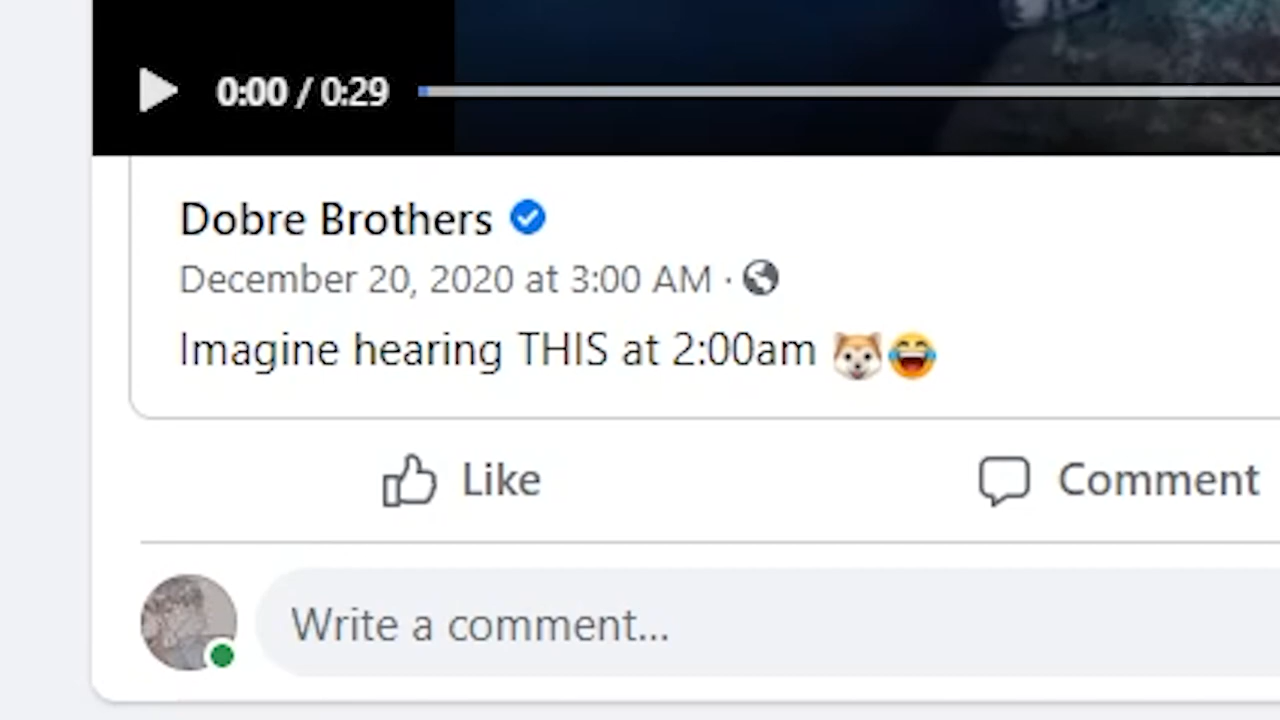 0:00 / 0:29
Dobre Brothers
December 20, 2020 at 3:00 AM ·
Imagine hearing THIS at 2:00am 🐶😂
Like
Comment
Write a comment...